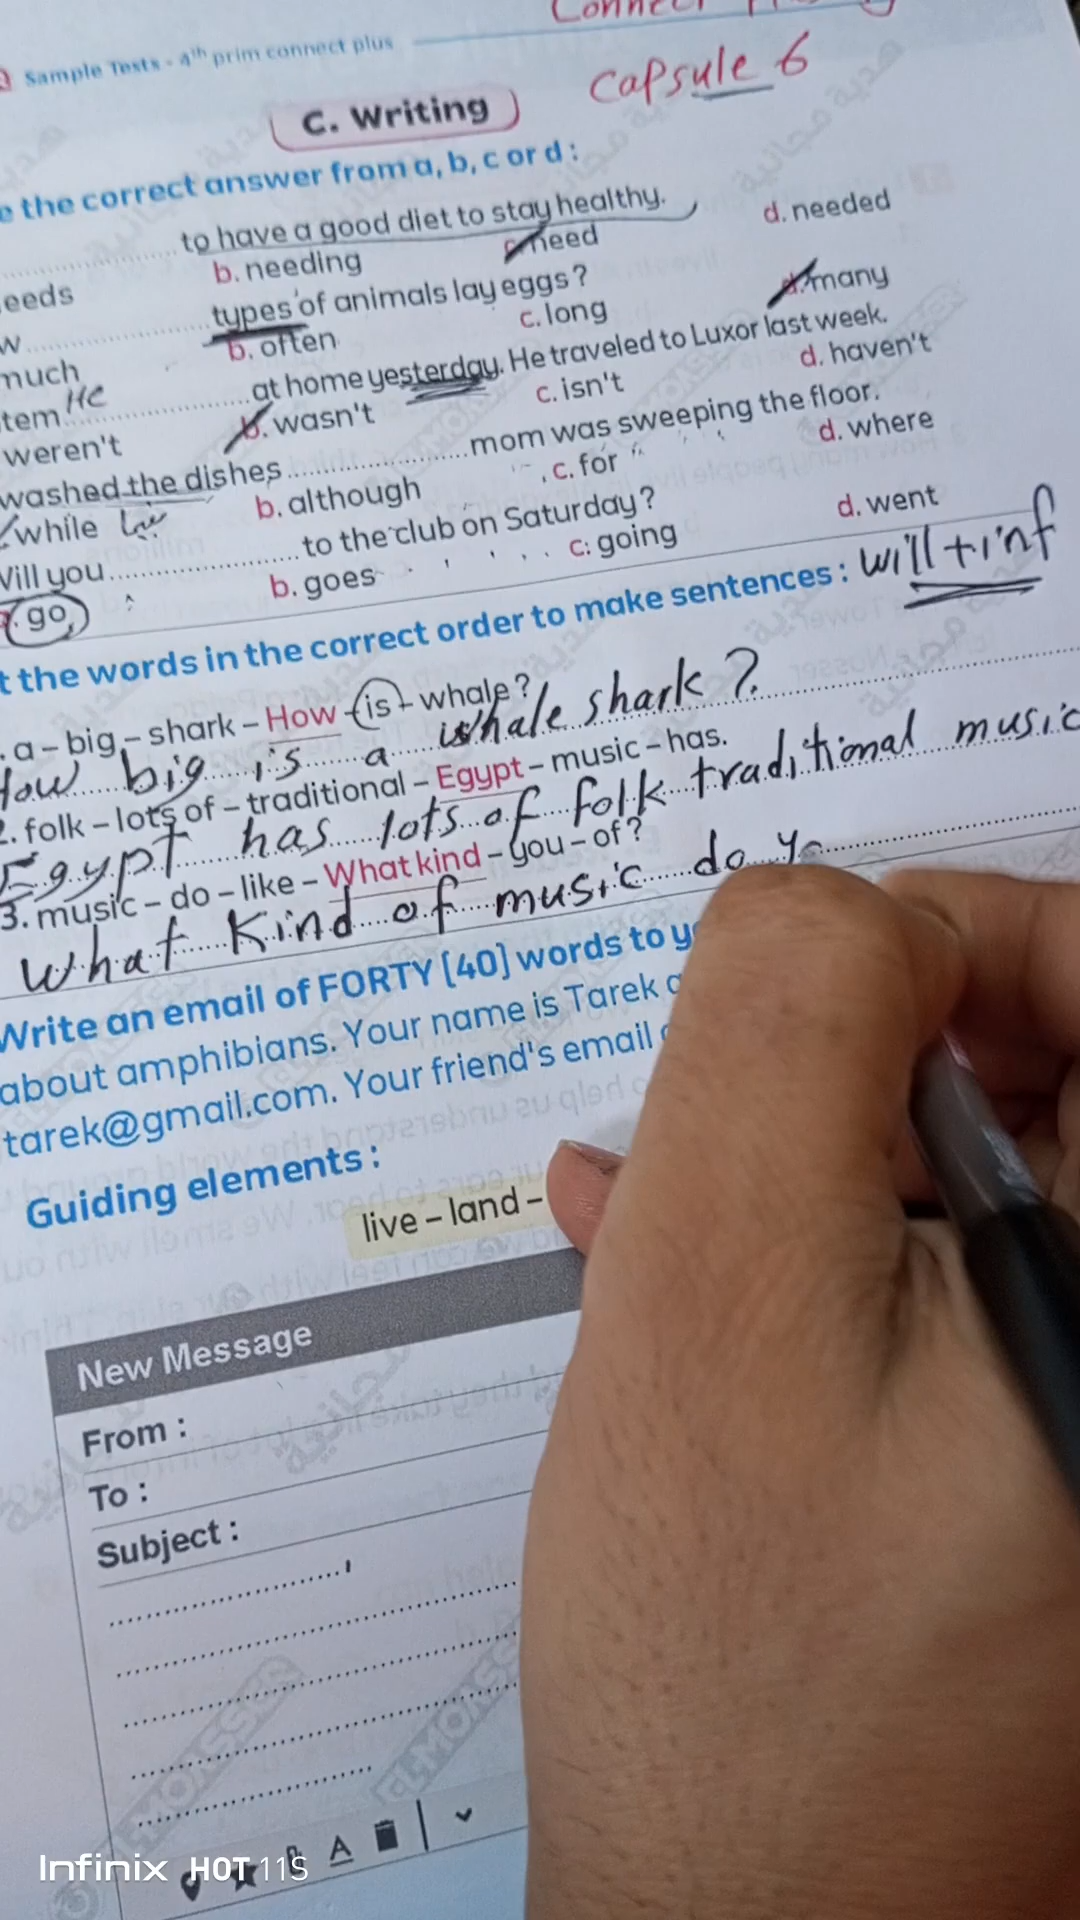 Sample Tests - 4th prim connect plus
Capsule 6
C. Writing
the correct answer from a, b, c or d :
.................. to have a good diet to stay healthy.
eeds b. needing c. need d. needed
w .................. types of animals lay eggs?
much b. often c. long d. many
tem He .................. at home yesterday. He traveled to Luxor last week.
weren't b. wasn't c. isn't d. haven't
washed the dishes .................. mom was sweeping the floor.
while b. although c. for d. where
Will you .................. to the club on Saturday?
go b. goes c. going d. went
will + inf
t the words in the correct order to make sentences :
. a – big – shark – How – is – whale?
How big is a whale shark?
2. folk – lots of – traditional – Egypt – music – has.
Egypt has lots of folk traditional music
3. music – do – like – What kind – you – of?
What kind of music do yo
Write an email of FORTY [40] words to
about amphibians. Your name is Tarek
tarek@gmail.com. Your friend's email
Guiding elements :
live – land –
New Message
From :
To :
Subject :
..................,
ELMOASSER
Infinix HOT 11S